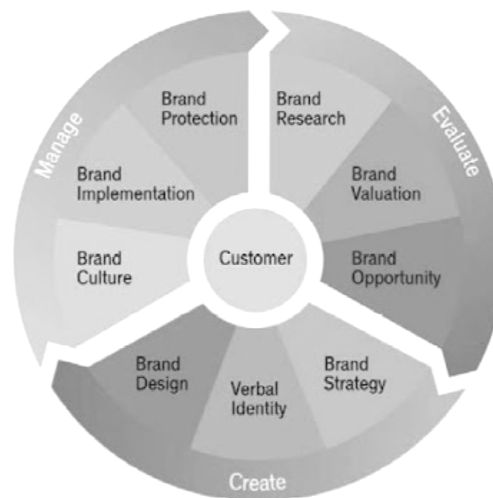 Manage
Evaluate
Create
Brand
Protection
Brand
Research
Brand
Implementation
Brand
Valuation
Brand
Culture
Customer
Brand
Opportunity
Brand
Design
Verbal
Identity
Brand
Strategy